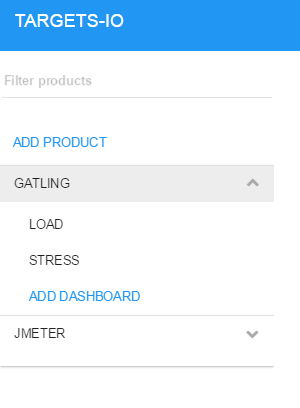 TARGETS-IO
Filter products
ADD PRODUCT
GATLING
LOAD
STRESS
ADD DASHBOARD
JMETER